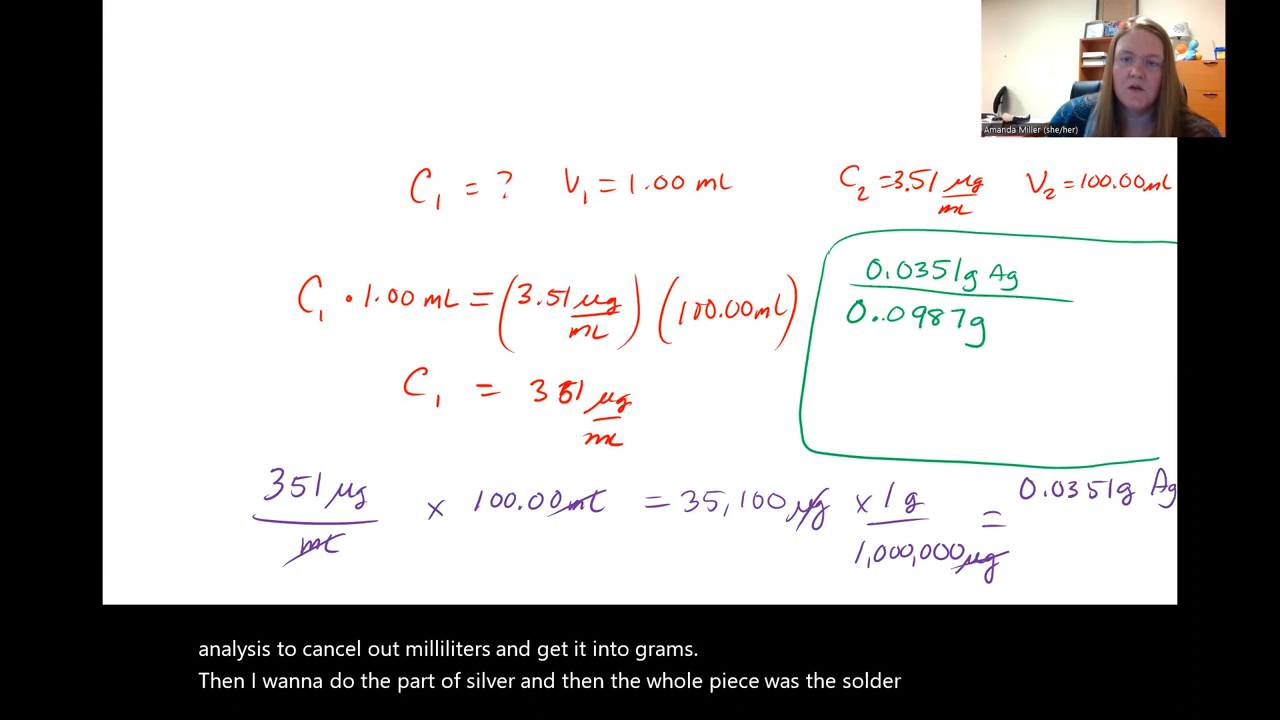 Amanda Miller (she/her)
C₁ = ? V₁ = 1.00 mL C₂ = 3.51 μg/mL V₂ = 100.00 mL
0.0351g Ag
0.0987g
C₁ • 1.00 mL = (3.51 μg/mL) (100.00 mL)
C₁ = 351 μg/mL
351 μg/mL × 100.00 mL = 35,100 μg × 1 g/1,000,000 μg = 0.0351g Ag
analysis to cancel out milliliters and get it into grams.
Then I wanna do the part of silver and then the whole piece was the solder